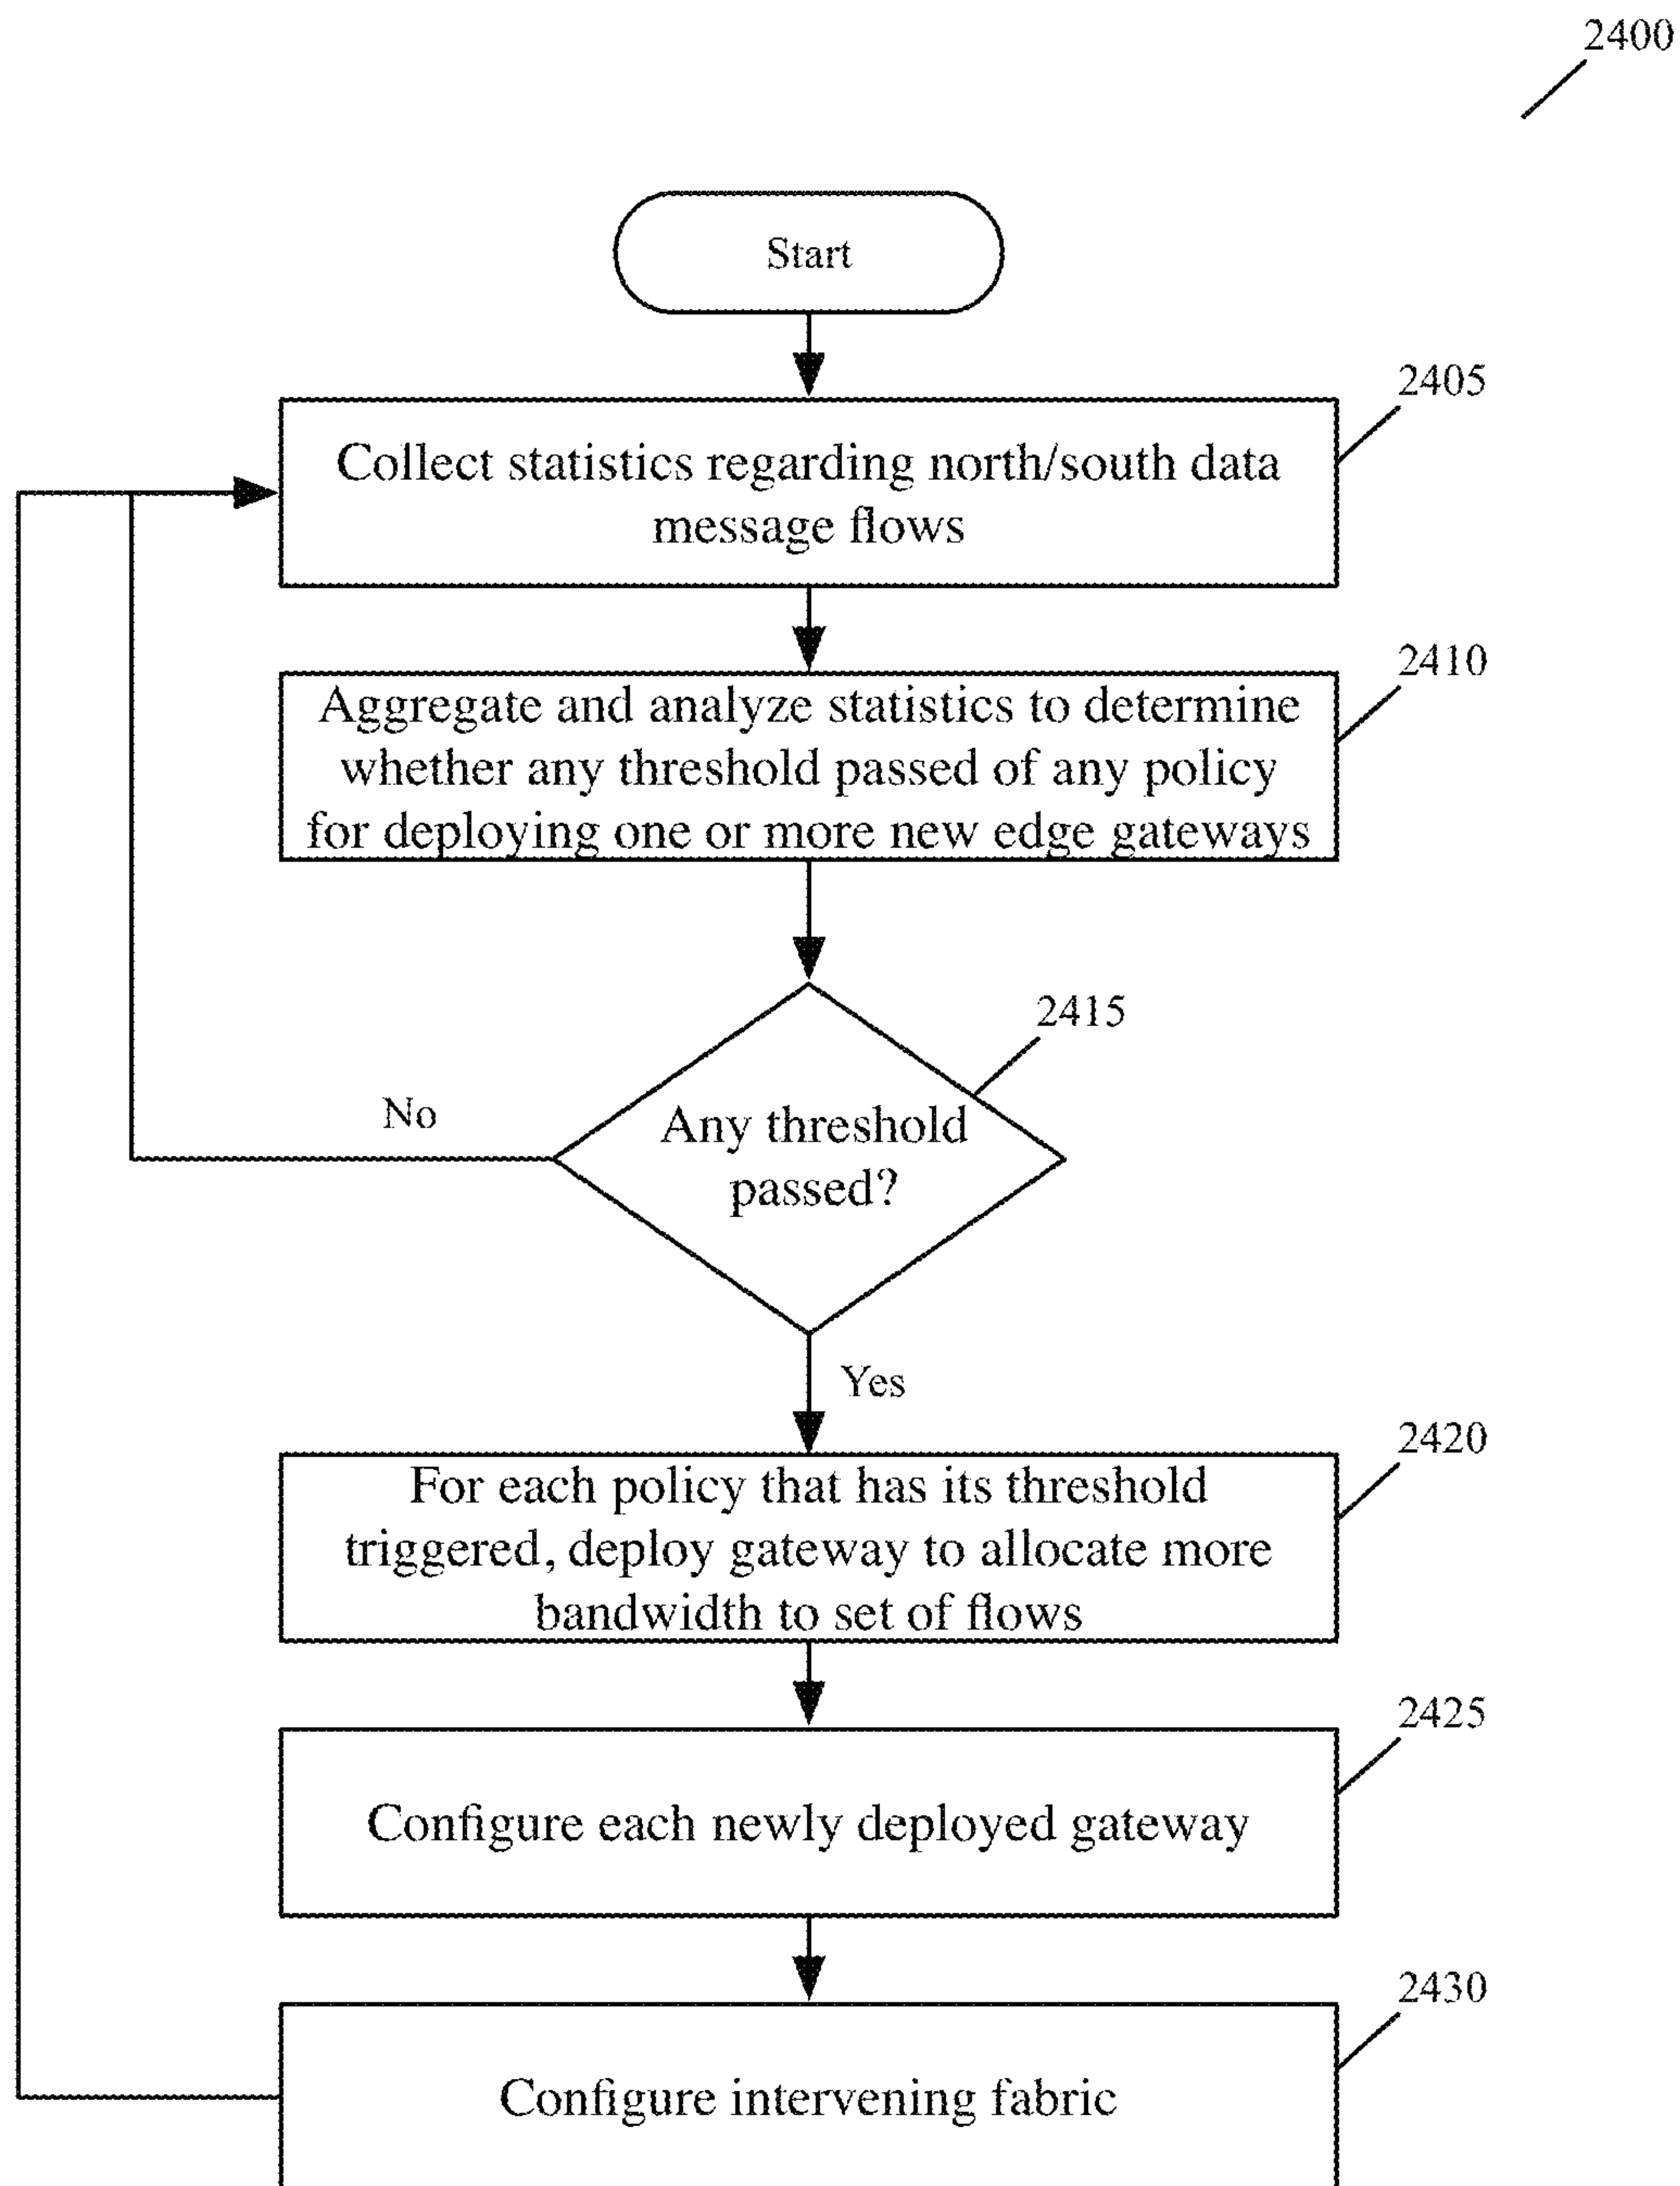 2400
Start
2405
Collect statistics regarding north/south data
message flows
2410
Aggregate and analyze statistics to determine
whether any threshold passed of any policy
for deploying one or more new edge gateways
2415
No
Any threshold
passed?
Yes
2420
For each policy that has its threshold
triggered, deploy gateway to allocate more
bandwidth to set of flows
2425
Configure each newly deployed gateway
2430
Configure intervening fabric